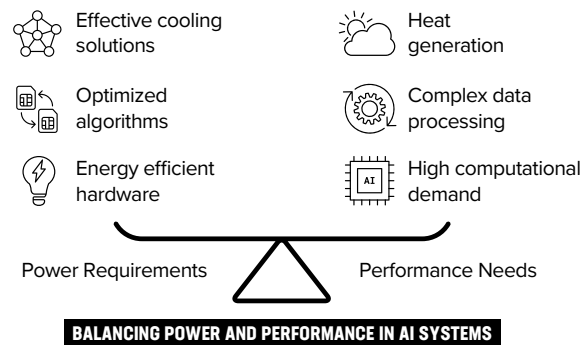 Effective cooling
solutions
Heat
generation
Optimized
algorithms
Complex data
processing
Energy efficient
hardware
AI
High computational
demand
Power Requirements
Performance Needs
BALANCING POWER AND PERFORMANCE IN AI SYSTEMS